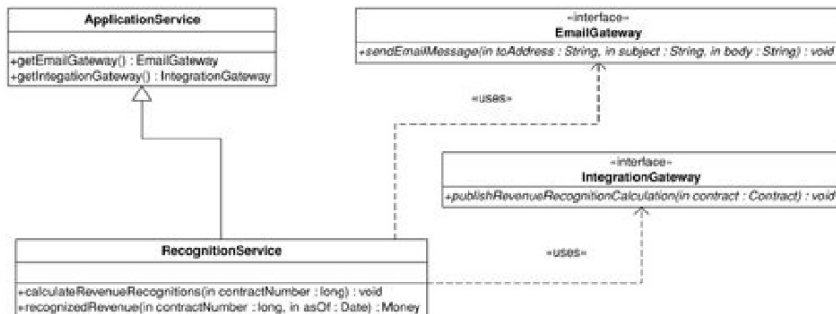 ApplicationService
+getEmailGateway() : EmailGateway
+getIntegationGateway() : IntegrationGateway
«interface»
EmailGateway
+sendEmailMessage(in toAddress : String, in subject : String, in body : String) : void
«uses»
«interface»
IntegrationGateway
+publishRevenueRecognitionCalculation(in contract : Contract) : void
«uses»
RecognitionService
+calculateRevenueRecognitions(in contractNumber : long) : void
+recognizedRevenue(in contractNumber : long, in asOf : Date) : Money